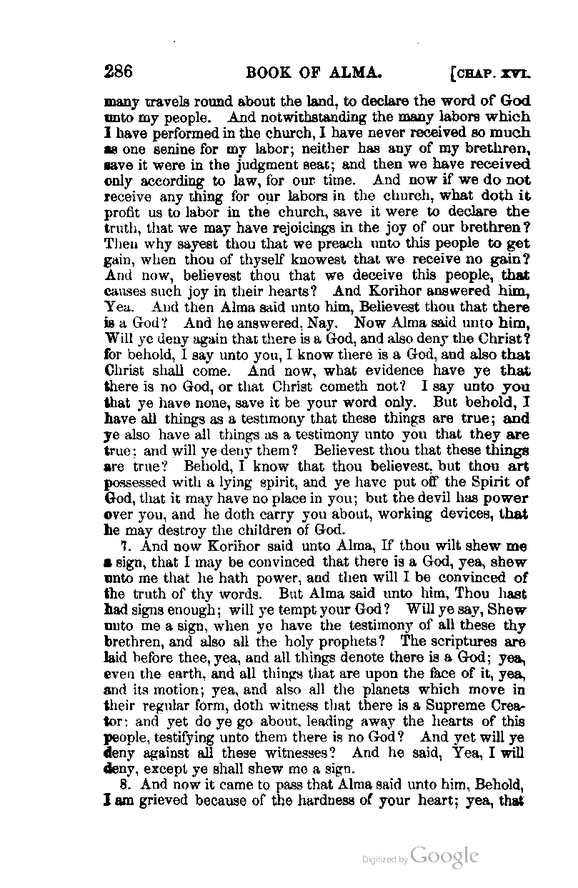 286 BOOK OF ALMA. [CHAP. XVI.
many travels round about the land, to declare the word of God
unto my people. And notwithstanding the many labors which
I have performed in the church, I have never received so much
as one senine for my labor; neither has any of my brethren,
save it were in the judgment seat; and then we have received
only according to law, for our time. And now if we do not
receive any thing for our labors in the church, what doth it
profit us to labor in the church, save it were to declare the
truth, that we may have rejoicings in the joy of our brethren?
Then why sayest thou that we preach unto this people to get
gain, when thou of thyself knowest that we receive no gain?
And now, believest thou that we deceive this people, that
causes such joy in their hearts? And Korihor answered him,
Yea. And then Alma said unto him, Believest thou that there
is a God? And he answered, Nay. Now Alma said unto him,
Will ye deny again that there is a God, and also deny the Christ?
for behold, I say unto you, I know there is a God, and also that
Christ shall come. And now, what evidence have ye that
there is no God, or that Christ cometh not? I say unto you
that ye have none, save it be your word only. But behold, I
have all things as a testimony that these things are true; and
ye also have all things as a testimony unto you that they are
true; and will ye deny them? Believest thou that these things
are true? Behold, I know that thou believest, but thou art
possessed with a lying spirit, and ye have put off the Spirit of
God, that it may have no place in you; but the devil has power
over you, and he doth carry you about, working devices, that
he may destroy the children of God.
7. And now Korihor said unto Alma, If thou wilt shew me
a sign, that I may be convinced that there is a God, yea, shew
unto me that he hath power, and then will I be convinced of
the truth of thy words. But Alma said unto him, Thou hast
had signs enough; will ye tempt your God? Will ye say, Shew
unto me a sign, when ye have the testimony of all these thy
brethren, and also all the holy prophets? The scriptures are
laid before thee, yea, and all things denote there is a God; yea,
even the earth, and all things that are upon the face of it, yea,
and its motion; yea, and also all the planets which move in
their regular form, doth witness that there is a Supreme Crea-
tor; and yet do ye go about, leading away the hearts of this
people, testifying unto them there is no God? And yet will ye
deny against all these witnesses? And he said, Yea, I will
deny, except ye shall shew me a sign.
8. And now it came to pass that Alma said unto him, Behold,
I am grieved because of the hardness of your heart; yea, that
Digitized by Google